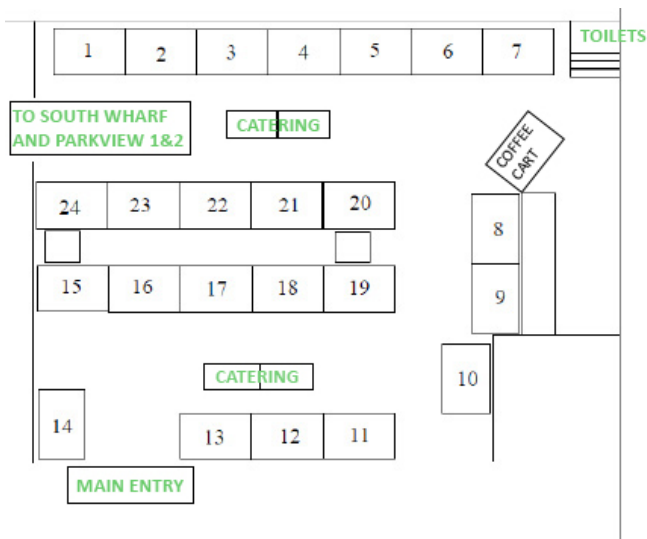 TOILETS
1 2 3 4 5 6 7
TO SOUTH WHARF
AND PARKVIEW 1&2
CATERING
COFFEE
CART
24 23 22 21 20
8
15 16 17 18 19
9
CATERING
10
14
13 12 11
MAIN ENTRY